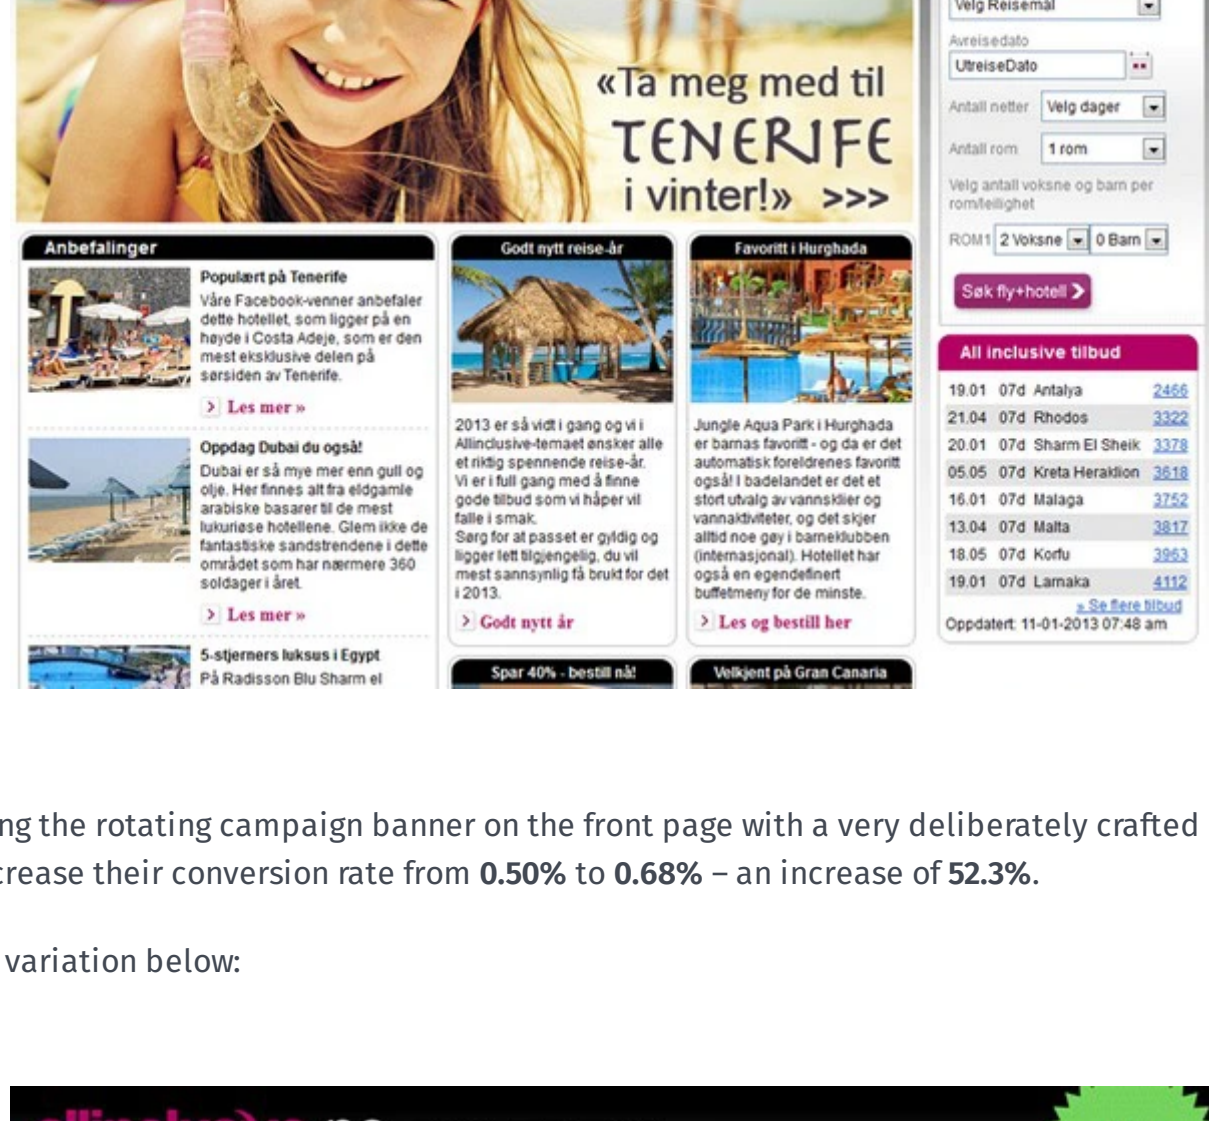 «Ta meg med til
TENERIFE
i vinter!» >>>
Velg Reisemål
Avreisedato
UtreiseDato
Antall netter Velg dager
Antall rom 1 rom
Velg antall voksne og barn per
rom/leilighet
ROM1 2 Voksne 0 Barn
Søk fly+hotell
Anbefalinger
Populært på Tenerife
Våre Facebook-venner anbefaler
dette hotellet, som ligger på en
høyde i Costa Adeje, som er den
mest eksklusive delen på
sørsiden av Tenerife.
> Les mer »
Oppdag Dubai du også!
Dubai er så mye mer enn gull og
olje. Her finnes alt fra eldgamle
arabiske basarer til de mest
lukuriøse hotellene. Glem ikke de
fantastiske sandstrendene i dette
området som har nærmere 360
soldager i året.
> Les mer »
5-stjerners luksus i Egypt
På Radisson Blu Sharm el
Godt nytt reise-år
2013 er så vidt i gang og vi i
Allinclusive-temaet ønsker alle
et riktig spennende reise-år.
Vi er i full gang med å finne
gode tilbud som vi håper vil
falle i smak.
Sørg for at passet er gyldig og
ligger lett tilgjengelig, du vil
mest sannsynlig få brukt for det
i 2013.
> Godt nytt år
Spar 40% - bestill nå!
Favoritt i Hurghada
Jungle Aqua Park i Hurghada
er barnas favoritt - og da er det
automatisk foreldrenes favoritt
også! I badelandet er det et
stort utvalg av vannsklier og
vannaktiviteter, og det skjer
alltid noe gøy i barneklubben
(internasjonal). Hotellet har
også en egendefinert
buffetmeny for de minste.
> Les og bestill her
Velkjent på Gran Canaria
All inclusive tilbud
19.01 07d Antalya 2466
21.04 07d Rhodos 3322
20.01 07d Sharm El Sheik 3378
05.05 07d Kreta Heraklion 3618
16.01 07d Malaga 3752
13.04 07d Malta 3817
18.05 07d Korfu 3963
19.01 07d Larnaka 4112
» Se flere tilbud
Oppdatert: 11-01-2013 07:48 am
ng the rotating campaign banner on the front page with a very deliberately crafted
crease their conversion rate from 0.50% to 0.68% – an increase of 52.3%.
variation below: